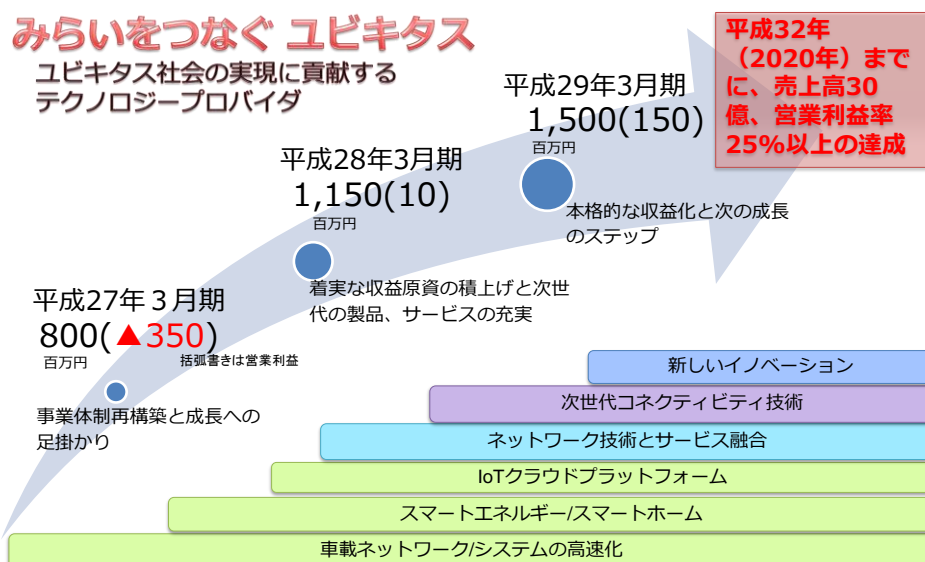 みらいをつなぐ ユビキタス
ユビキタス社会の実現に貢献する
テクノロジープロバイダ
平成32年
（2020年）まで
に、売上高30
億、営業利益率
25%以上の達成
平成29年3月期
1,500(150)
百万円
本格的な収益化と次の成長
のステップ
平成28年3月期
1,150(10)
百万円
着実な収益原資の積上げと次世
代の製品、サービスの充実
平成27年３月期
800(▲350)
百万円
括弧書きは営業利益
事業体制再構築と成長への
足掛かり
新しいイノベーション
次世代コネクティビティ技術
ネットワーク技術とサービス融合
IoTクラウドプラットフォーム
スマートエネルギー/スマートホーム
車載ネットワーク/システムの高速化